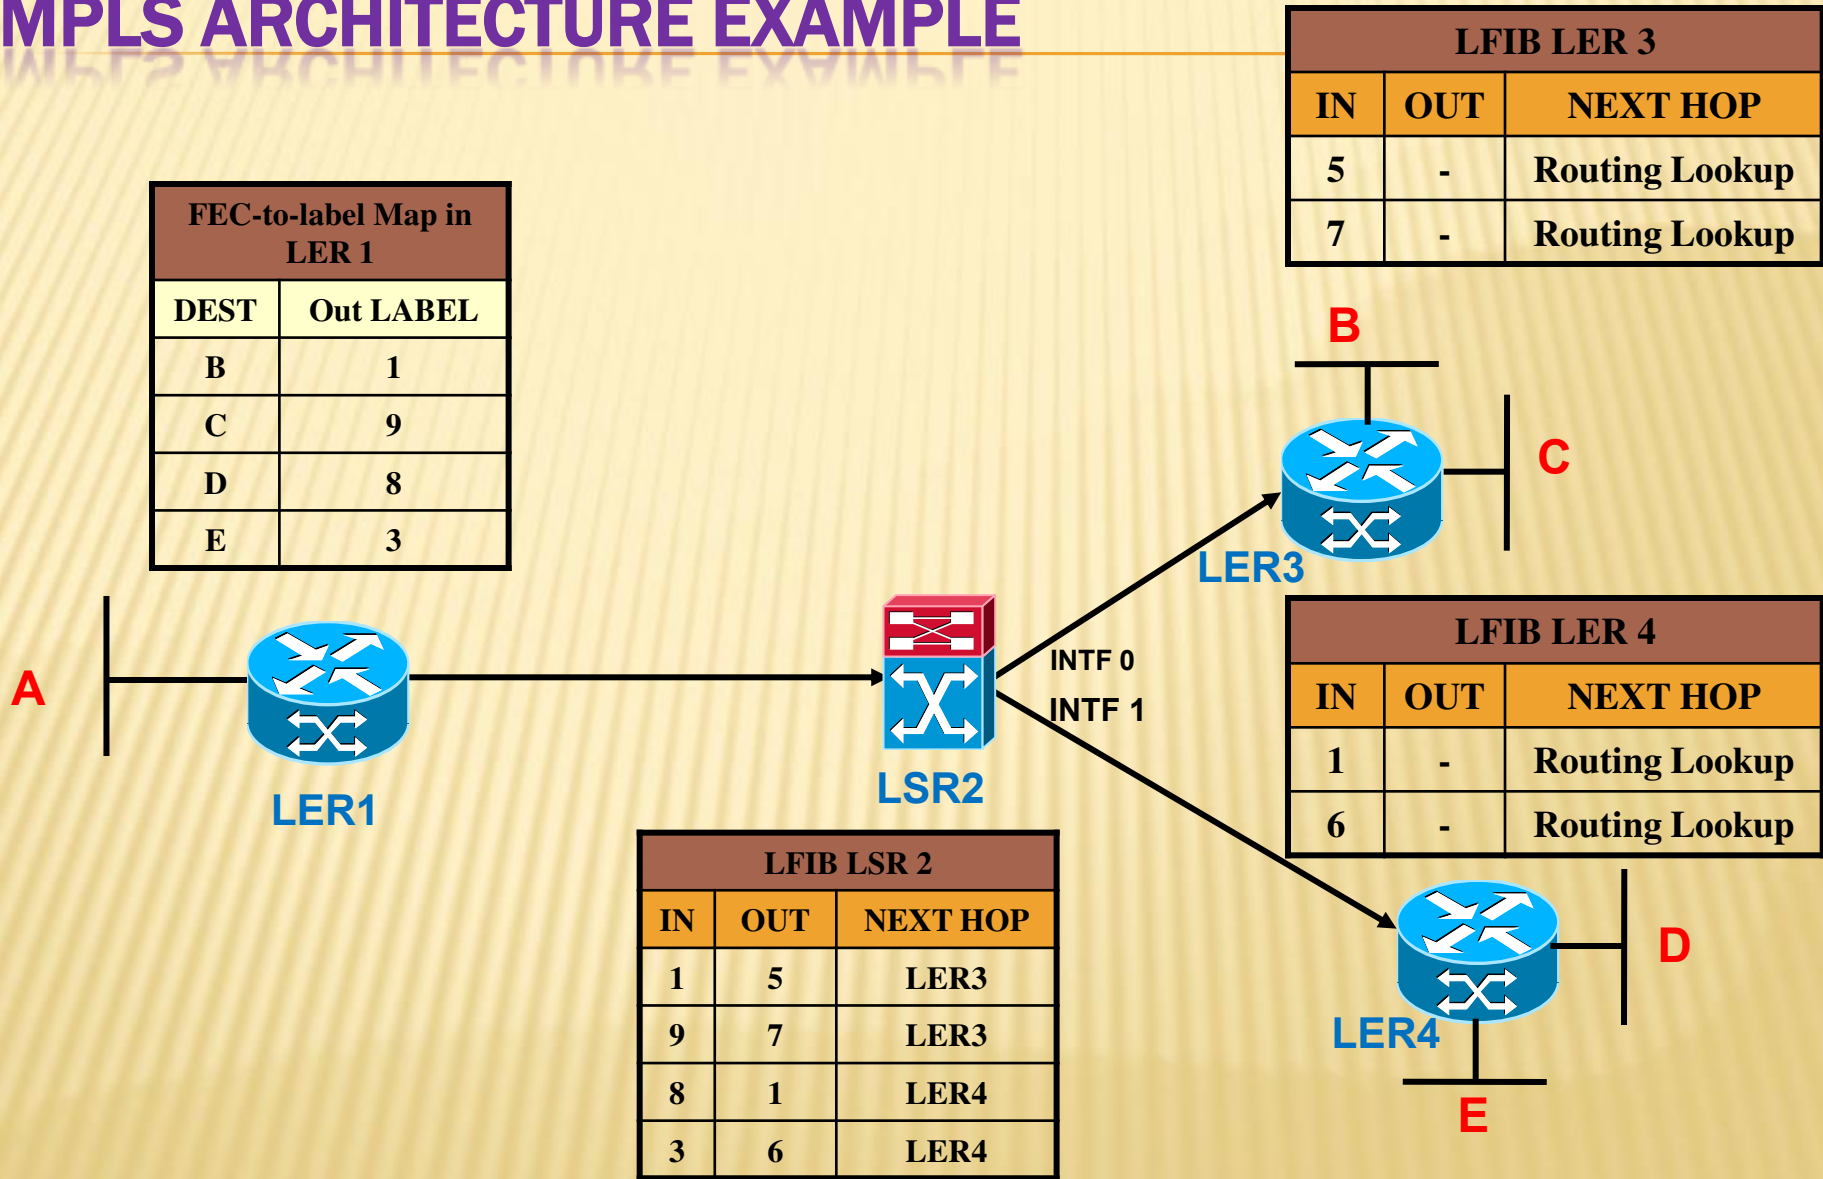 MPLS ARCHITECTURE EXAMPLE
LFIB LER 3
IN OUT NEXT HOP
5 - Routing Lookup
7 - Routing Lookup
FEC-to-label Map in
LER 1
DEST Out LABEL
B 1
C 9
D 8
E 3
B
C
LER3
A
LER1
LSR2
INTF 0
INTF 1
LFIB LER 4
IN OUT NEXT HOP
1 - Routing Lookup
6 - Routing Lookup
LFIB LSR 2
IN OUT NEXT HOP
1 5 LER3
9 7 LER3
8 1 LER4
3 6 LER4
D
LER4
E